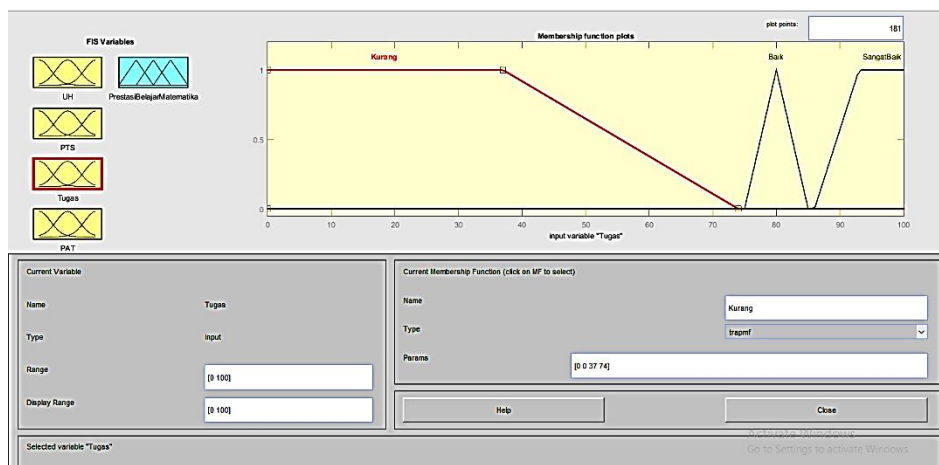 plot points: 181
FIS Variables
Membership function plots
UH
PrestasiBelajarMatematika
PTS
Tugas
PAT
Kurang
Baik
SangatBaik
1
0.5
0
0 10 20 30 40 50 60 70 80 90 100
input variable "Tugas"
Current Variable
Name Tugas
Type input
Range [0 100]
Display Range [0 100]
Current Membership Function (click on MF to select)
Name Kurang
Type trapmf
Params [0 0 37 74]
Help Close
Selected variable "Tugas"
Activate Windows
Go to Settings to activate Windows.